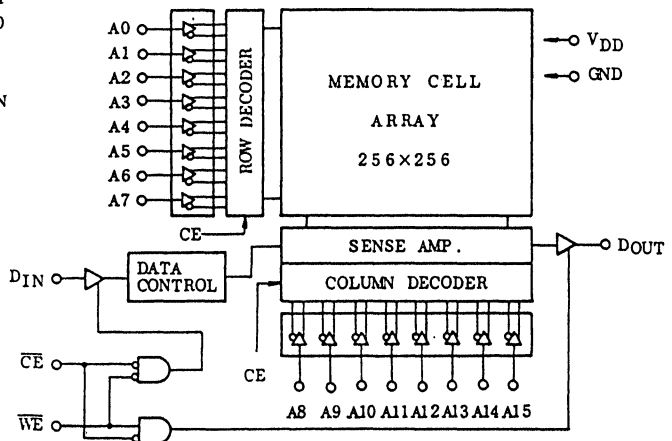 A0
A1
A2
A3
A4
A5
A6
A7
ROW DECODER
CE
MEMORY CELL
ARRAY
256×256
VDD
GND
SENSE AMP.
COLUMN DECODER
DOUT
DIN
DATA
CONTROL
CE
CE
WE
A8 A9 A10 A11 A12 A13 A14 A15
N